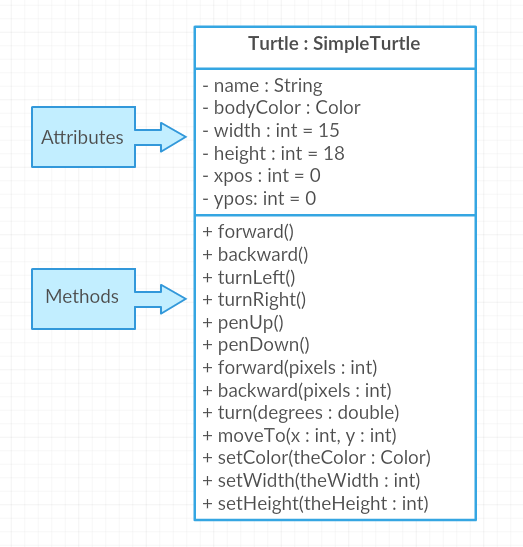 Turtle : SimpleTurtle
Attributes
- name : String
- bodyColor : Color
- width : int = 15
- height : int = 18
- xpos : int = 0
- ypos: int = 0
Methods
+ forward()
+ backward()
+ turnLeft()
+ turnRight()
+ penUp()
+ penDown()
+ forward(pixels : int)
+ backward(pixels : int)
+ turn(degrees : double)
+ moveTo(x : int, y : int)
+ setColor(theColor : Color)
+ setWidth(theWidth : int)
+ setHeight(theHeight : int)